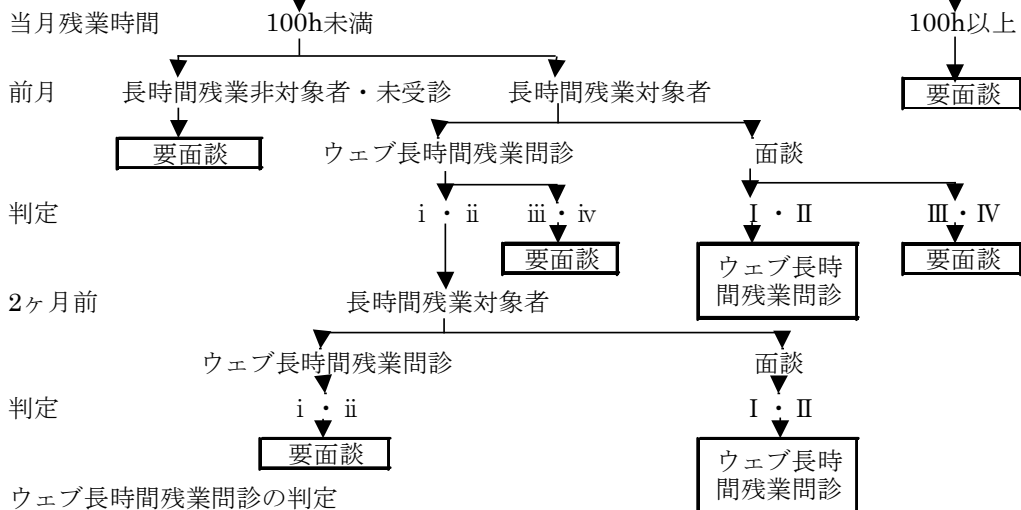 当月残業時間 100h未満 100h以上
前月 長時間残業非対象者・未受診 長時間残業対象者 要面談
要面談 ウェブ長時間残業問診 面談
判定 ⅰ・ⅱ ⅲ・ⅳ Ⅰ・Ⅱ Ⅲ・Ⅳ
要面談 ウェブ長時 要面談
間残業問診
2ヶ月前 長時間残業対象者
ウェブ長時間残業問診 面談
判定 ⅰ・ⅱ Ⅰ・Ⅱ
要面談 ウェブ長時
間残業問診
ウェブ長時間残業問診の判定